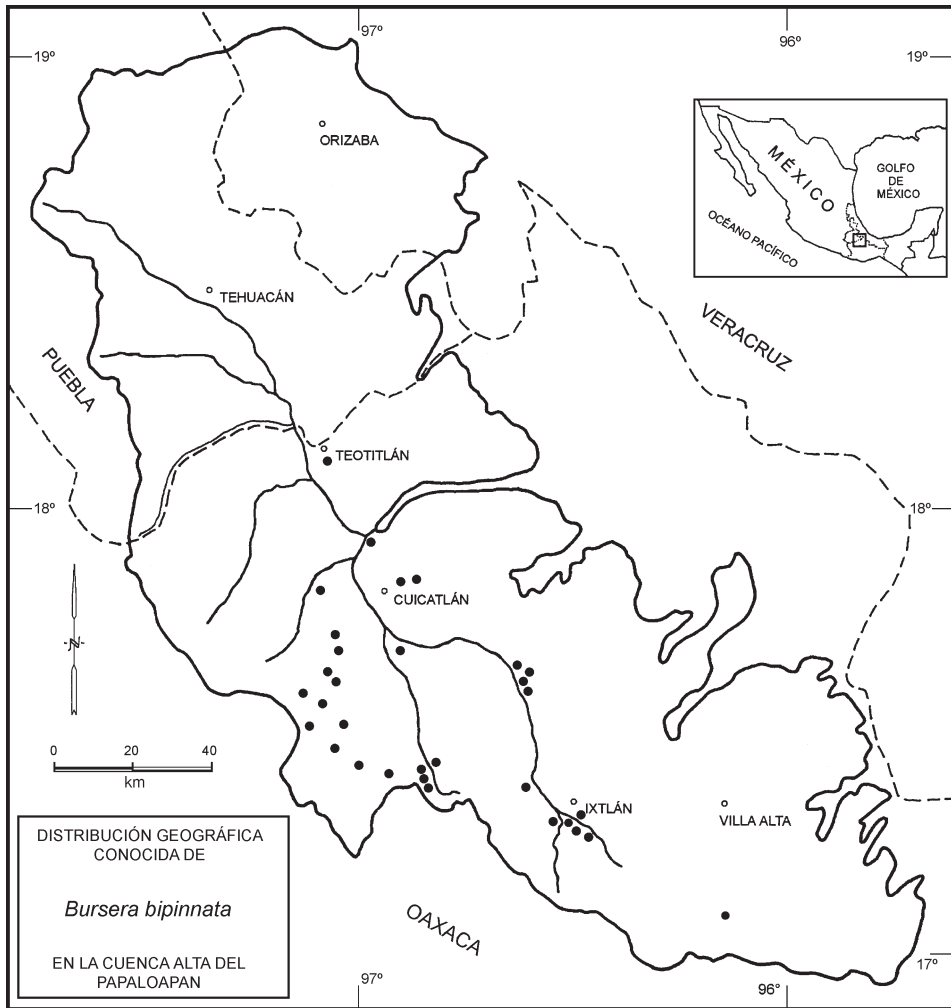 97º
96º
19º
19º
ORIZABA
MÉXICO
GOLFO
DE
MÉXICO
OCÉANO PACÍFICO
TEHUACÁN
VERACRUZ
PUEBLA
TEOTITLÁN
18º
18º
CUICATLÁN
N
0 20 40
km
IXTLÁN
VILLA ALTA
DISTRIBUCIÓN GEOGRÁFICA
CONOCIDA DE
Bursera bipinnata
EN LA CUENCA ALTA DEL
PAPALOAPAN
OAXACA
17º
97º
96º